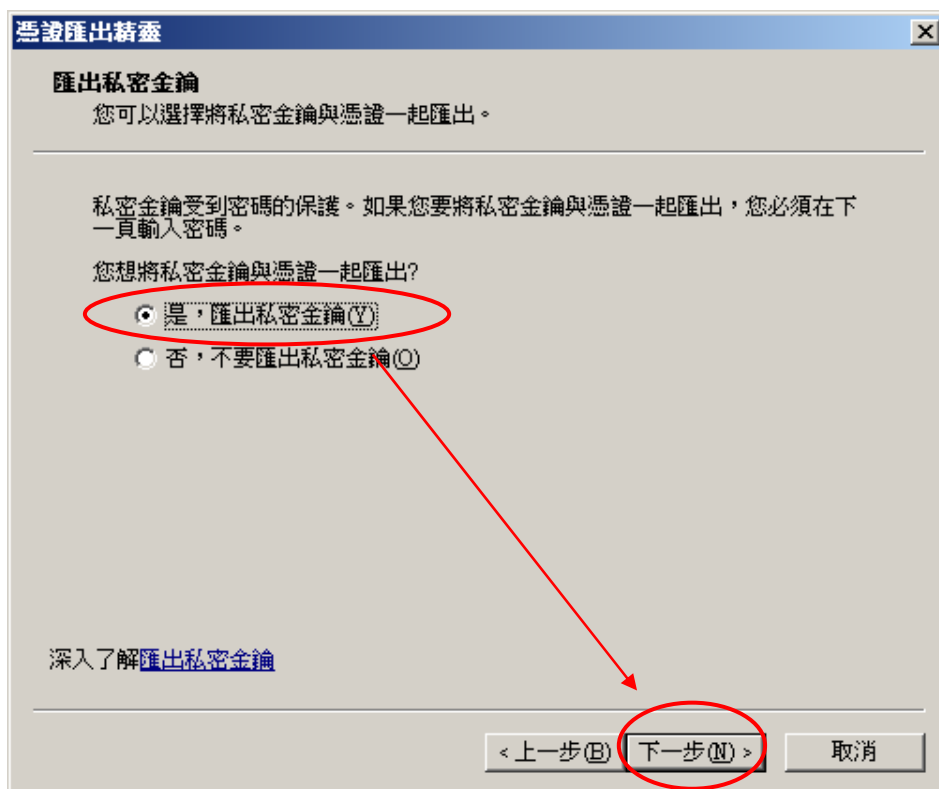 憑證匯出精靈
匯出私密金鑰
您可以選擇將私密金鑰與憑證一起匯出。
私密金鑰受到密碼的保護。如果您要將私密金鑰與憑證一起匯出，您必須在下
一頁輸入密碼。
您想將私密金鑰與憑證一起匯出?
是，匯出私密金鑰(Y)
否，不要匯出私密金鑰(O)
深入了解匯出私密金鑰
<上一步(B) 下一步(N)> 取消